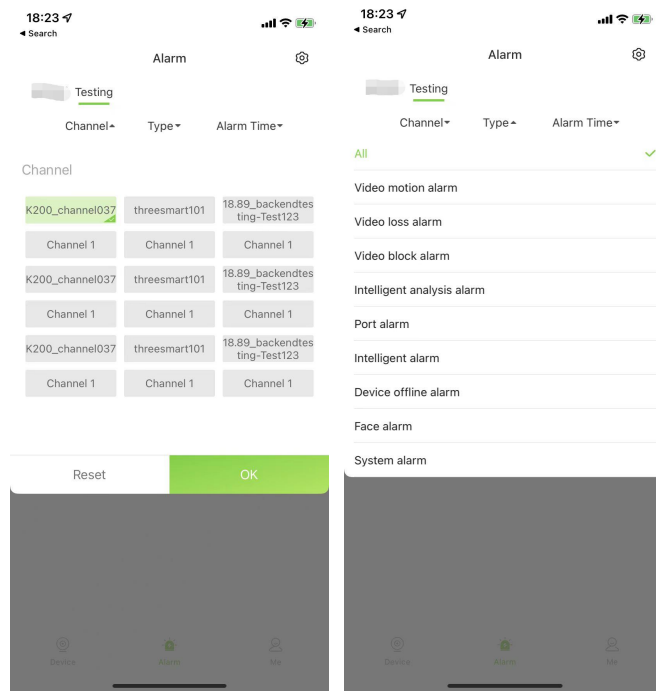 18:23
◄ Search
Alarm
Testing
Channel Type Alarm Time
Channel
K200_channel037 threesmart101 18.89_backendtes
ting-Test123
Channel 1 Channel 1 Channel 1
K200_channel037 threesmart101 18.89_backendtes
ting-Test123
Channel 1 Channel 1 Channel 1
K200_channel037 threesmart101 18.89_backendtes
ting-Test123
Channel 1 Channel 1 Channel 1
Reset OK
Device Alarm Me
18:23
◄ Search
Alarm
Testing
Channel Type Alarm Time
All
Video motion alarm
Video loss alarm
Video block alarm
Intelligent analysis alarm
Port alarm
Intelligent alarm
Device offline alarm
Face alarm
System alarm
Device Alarm Me